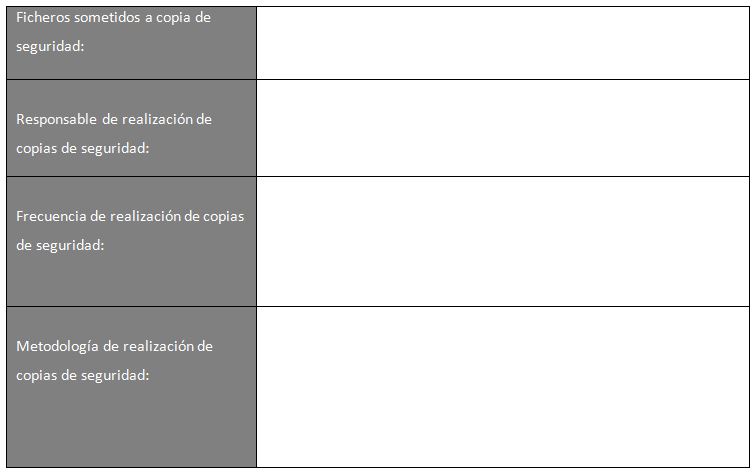 Ficheros sometidos a copia de
seguridad:
Responsable de realización de
copias de seguridad:
Frecuencia de realización de copias
de seguridad:
Metodología de realización de
copias de seguridad: